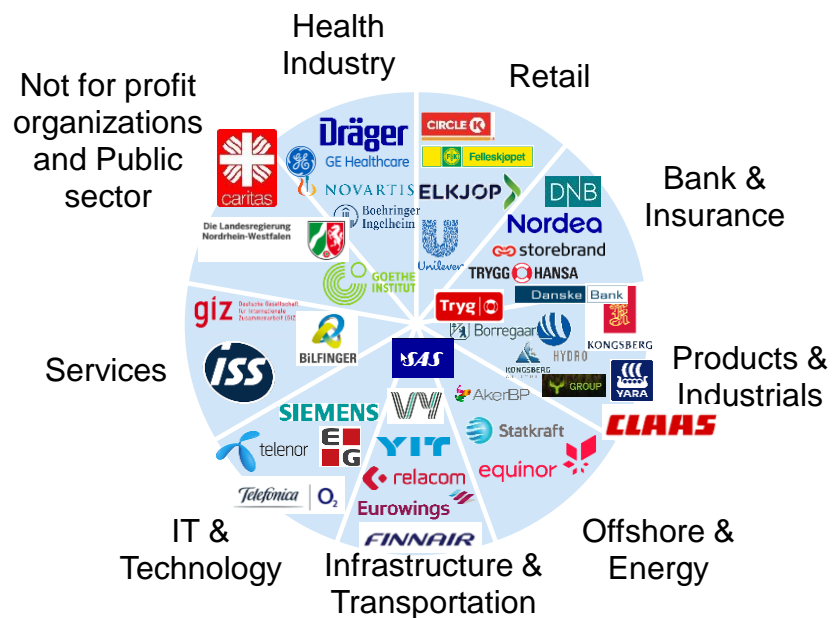 Health
Industry
Retail
Not for profit
organizations
and Public
sector
Bank &
Insurance
Products &
Industrials
Offshore &
Energy
Infrastructure &
Transportation
IT &
Technology
Services
Dräger
GE Healthcare
NOVARTIS
Boehringer
Ingelheim
CIRCLE K
FK Felleskjøpet
ELKJOP
Unilever
DNB
Nordea
storebrand
TRYGG HANSA
Tryg
Danske Bank
Borregaar
HYDRO
KONGSBERG
KONGSBERG
GROUP
YARA
CLAAS
AkerBP
Statkraft
equinor
SAS
VY
YIT
relacom
Eurowings
FINNAIR
SIEMENS
telenor
EG
Telefónica O2
giz Deutsche Gesellschaft
für Internationale
Zusammenarbeit (GIZ)
BiLFINGER
ISS
caritas
Die Landesregierung
Nordrhein-Westfalen
GOETHE
INSTITUT